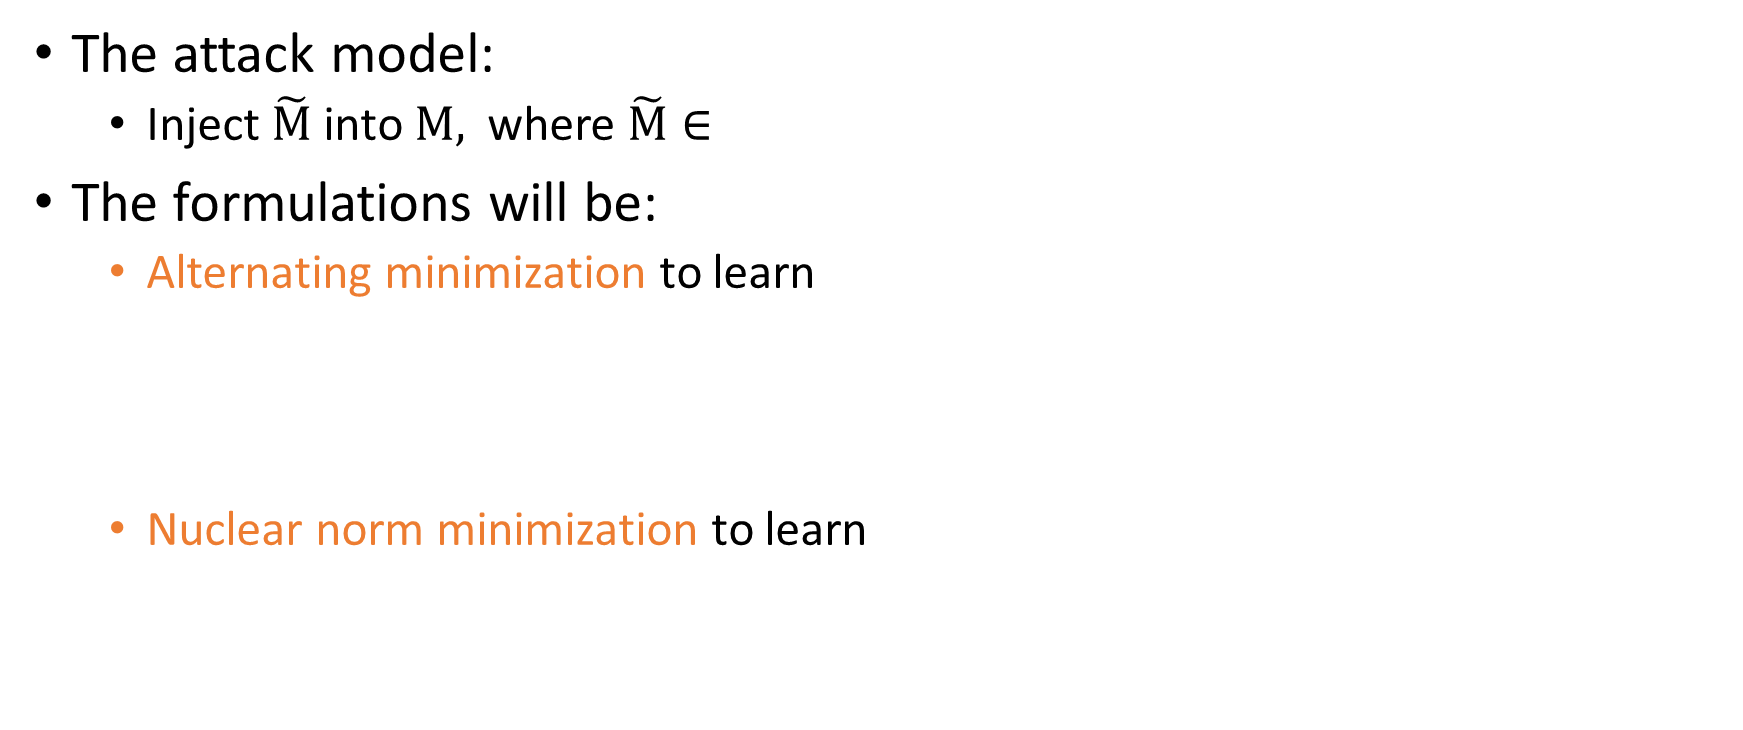 • The attack model:
• Inject M̃ into M, where M̃ ∈
• The formulations will be:
• Alternating minimization to learn
• Nuclear norm minimization to learn